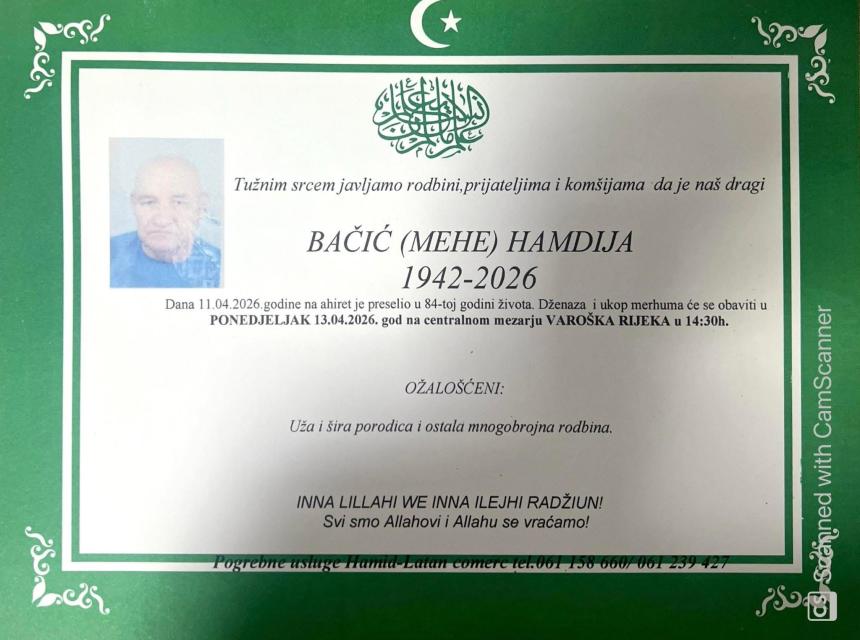 Tužnim srcem javljamo rodbini,prijateljima i komšijama da je naš dragi
BAČIĆ (MEHE) HAMDIJA
1942-2026
Dana 11.04.2026.godine na ahiret je preselio u 84-toj godini života. Dženaza i ukop merhuma će se obaviti u
PONEDJELJAK 13.04.2026. god na centralnom mezarju VAROŠKA RIJEKA u 14:30h.
OŽALOŠĆENI:
Uža i šira porodica i ostala mnogobrojna rodbina.
INNA LILLAHI WE INNA ILEJHI RADŽIUN!
Svi smo Allahovi i Allahu se vraćamo!
Pogrebne usluge Hamid-Latan comerc tel.061 158 660/ 061 239 427
CS Scanned with CamScanner